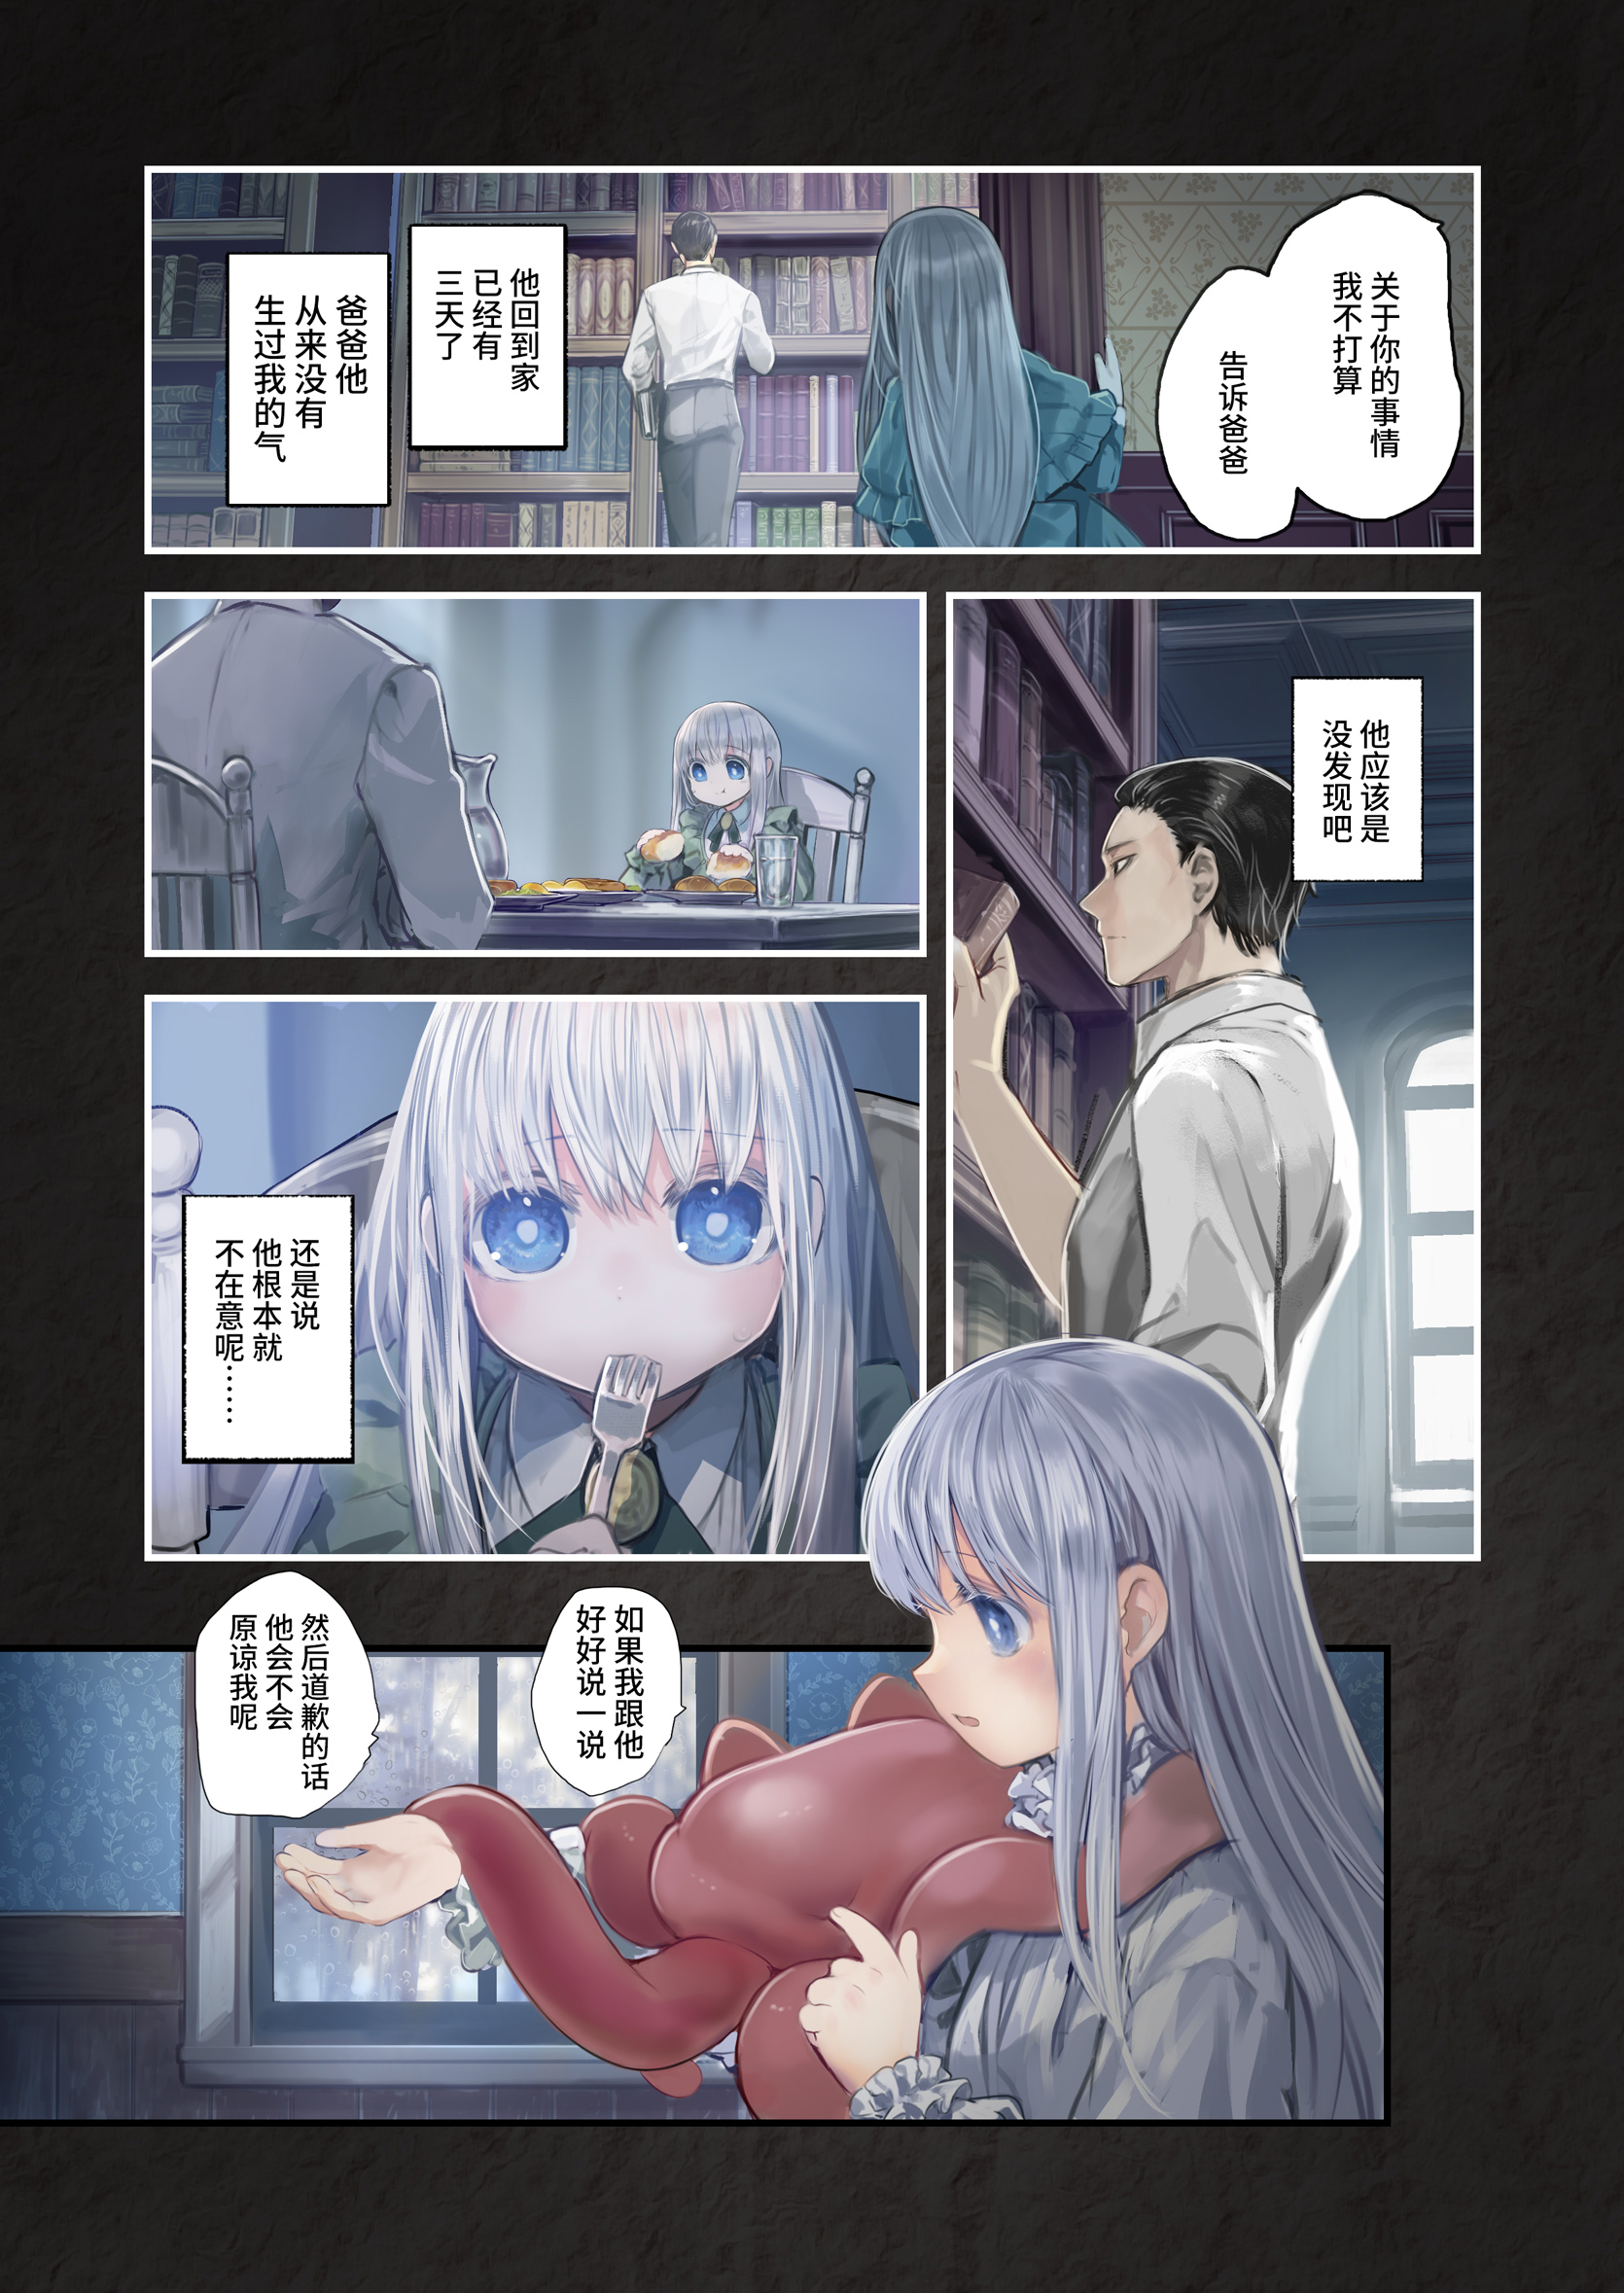 关于你的事情
我不打算
告诉爸爸
他回到家
已经有
三天了
爸爸他
从来没有
生过我的气
他应该是
没发现吧
还是说
他根本就
不在意呢……
如果我跟他
好好说一说
然后道歉的话
他会不会
原谅我呢